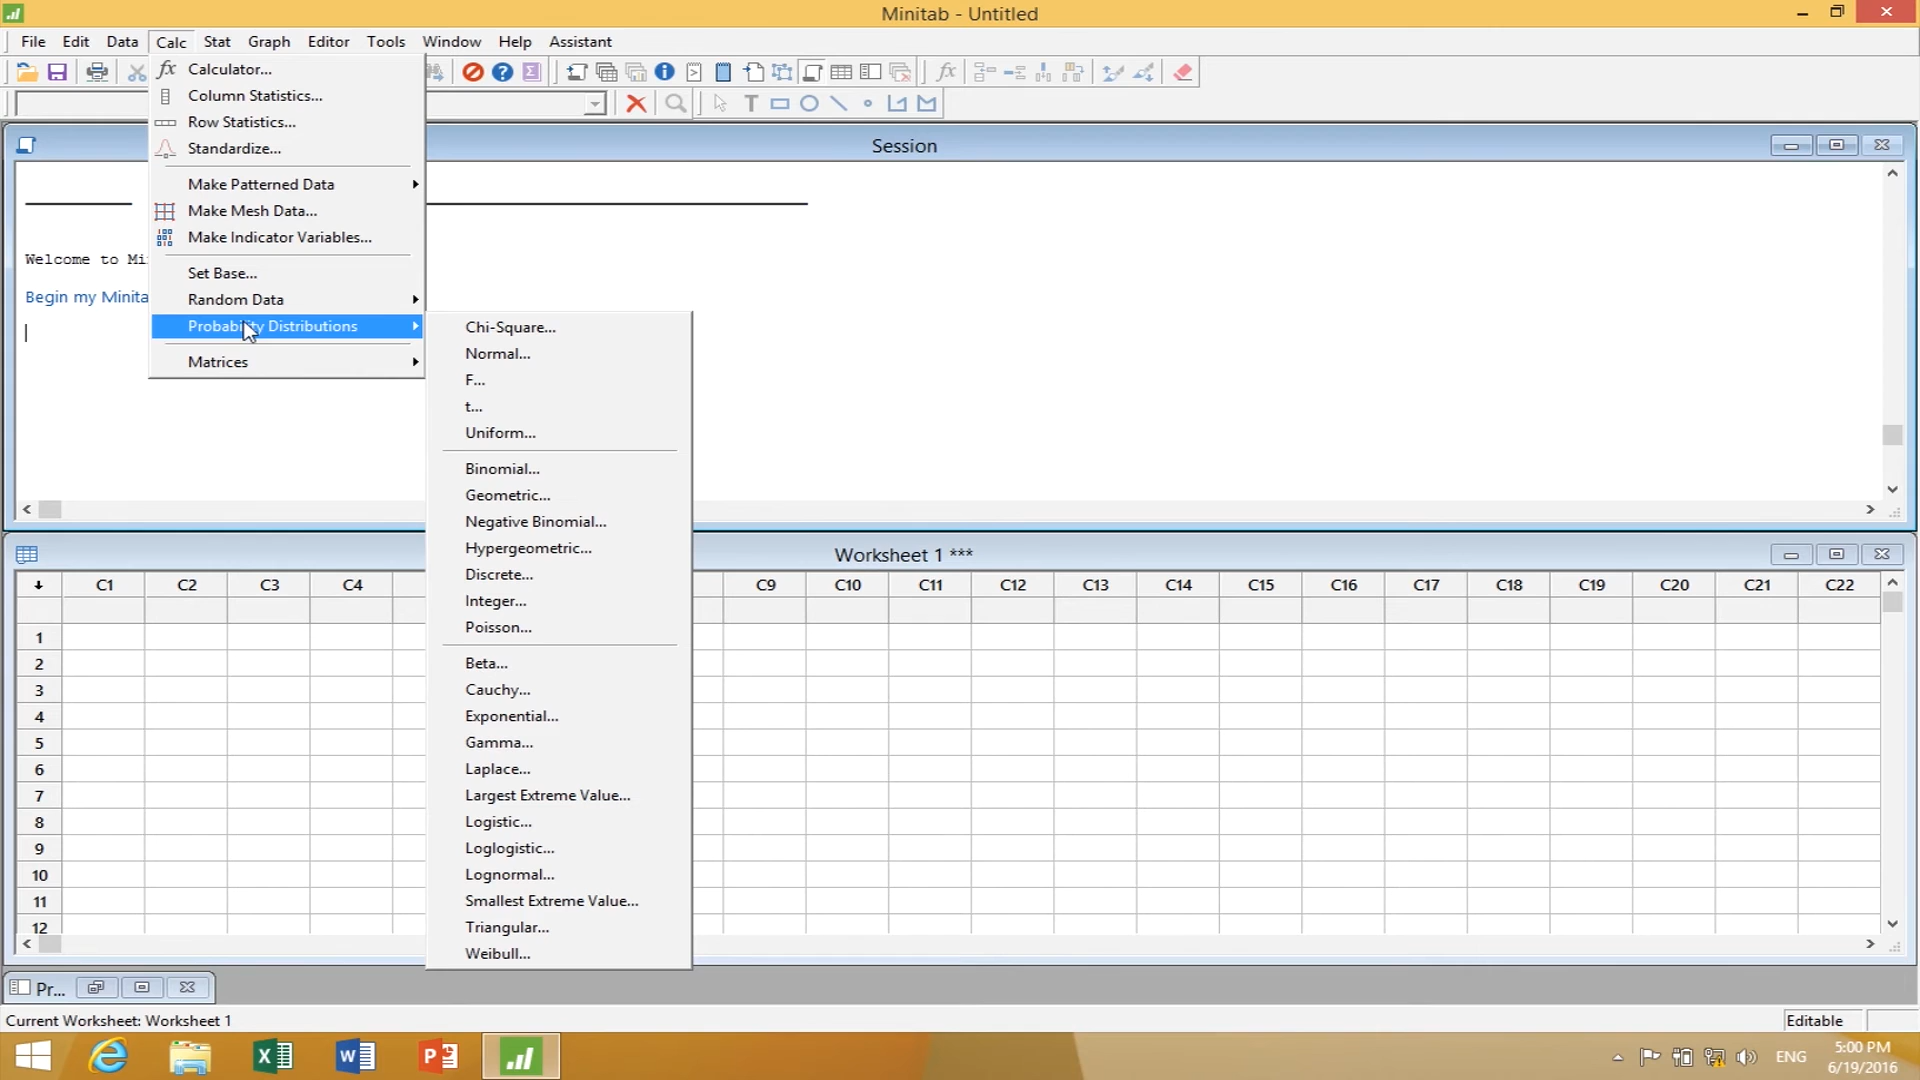 Minitab - Untitled
File Edit Data Calc Stat Graph Editor Tools Window Help Assistant
Calculator...
Column Statistics...
Row Statistics...
Standardize...
Make Patterned Data
Make Mesh Data...
Make Indicator Variables...
Set Base...
Random Data
Probability Distributions
Matrices
Session
Welcome to Mi
Begin my Minita
Chi-Square...
Normal...
F...
t...
Uniform...
Binomial...
Geometric...
Negative Binomial...
Hypergeometric...
Discrete...
Integer...
Poisson...
Beta...
Cauchy...
Exponential...
Gamma...
Laplace...
Largest Extreme Value...
Logistic...
Loglogistic...
Lognormal...
Smallest Extreme Value...
Triangular...
Weibull...
Worksheet 1 ***
C1 C2 C3 C4 C9 C10 C11 C12 C13 C14 C15 C16 C17 C18 C19 C20 C21 C22
1
2
3
4
5
6
7
8
9
10
11
12
Pr...
Current Worksheet: Worksheet 1
Editable
ENG
5:00 PM
6/19/2016